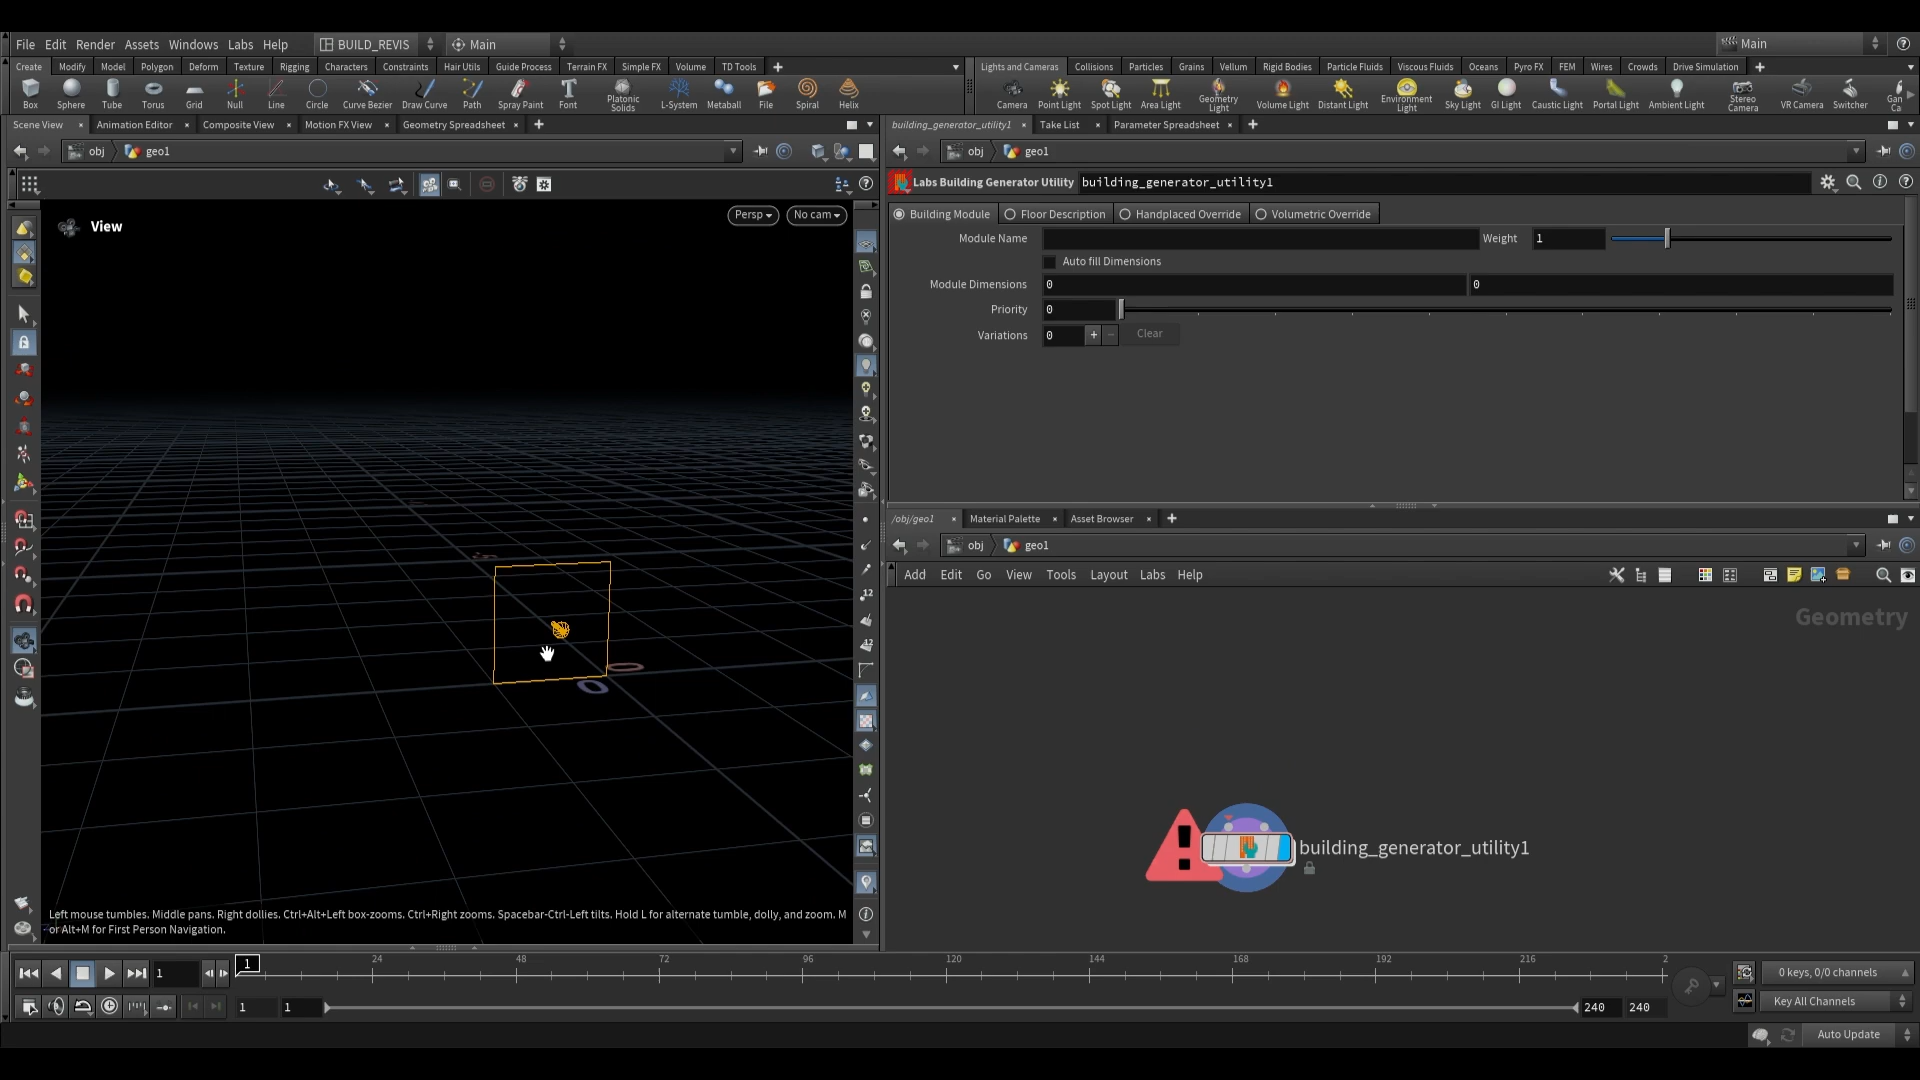 File Edit Render Assets Windows Labs Help BUILD_REVIS Main Main
Create Modify Model Polygon Deform Texture Rigging Characters Constraints Hair Utils Guide Process Terrain FX Simple FX Volume TD Tools
Lights and Cameras Collisions Particles Grains Vellum Rigid Bodies Particle Fluids Viscous Fluids Oceans Pyro FX FEM Wires Crowds Drive Simulation
Box Sphere Tube Torus Grid Null Line Circle Curve Bezier Draw Curve Path Spray Paint Font Platonic Solids L-System Metaball File Spiral Helix
Camera Point Light Spot Light Area Light Geometry Light Volume Light Distant Light Environment Light Sky Light GI Light Caustic Light Portal Light Ambient Light Stereo Camera VR Camera Switcher Gan Ca
Scene View Animation Editor Composite View Motion FX View Geometry Spreadsheet
building_generator_utility1 Take List Parameter Spreadsheet
obj geo1
obj geo1
Labs Building Generator Utility building_generator_utility1
View
Persp No cam
Building Module Floor Description Handplaced Override Volumetric Override
Module Name Weight 1
Auto fill Dimensions
Module Dimensions 0 0
Priority 0
Variations 0 + - Clear
/obj/geo1 Material Palette Asset Browser
obj geo1
Add Edit Go View Tools Layout Labs Help
Geometry
12
12
0
0
building_generator_utility1
Left mouse tumbles. Middle pans. Right dollies. Ctrl+Alt+Left box-zooms. Ctrl+Right zooms. Spacebar-Ctrl-Left tilts. Hold L for alternate tumble, dolly, and zoom. M
or Alt+M for First Person Navigation.
1 1 24 48 72 96 120 144 168 192 216 2
0 keys, 0/0 channels
1 1 240 240
Key All Channels
Auto Update